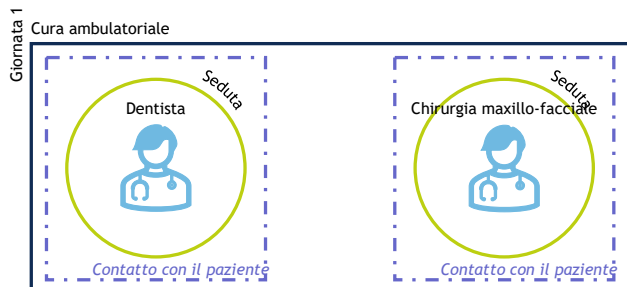 Giornata 1
Cura ambulatoriale
Seduta
Dentista
Contatto con il paziente
Seduta
Chirurgia maxillo-facciale
Contatto con il paziente